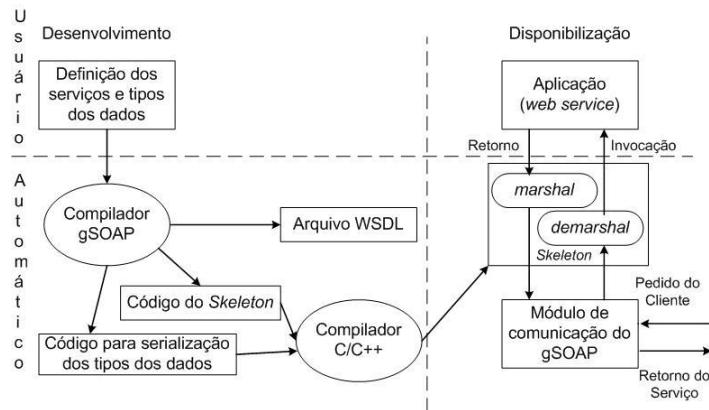 Usuário
Desenvolvimento
Disponibilização
Definição dos
serviços e tipos
dos dados
Aplicação
(web service)
Retorno
Invocação
Automático
Compilador
gSOAP
Arquivo WSDL
marshal
demarshal
Skeleton
Código do Skeleton
Código para serialização
dos tipos dos dados
Compilador
C/C++
Módulo de
comunicação do
gSOAP
Pedido do
Cliente
Retorno do
Serviço